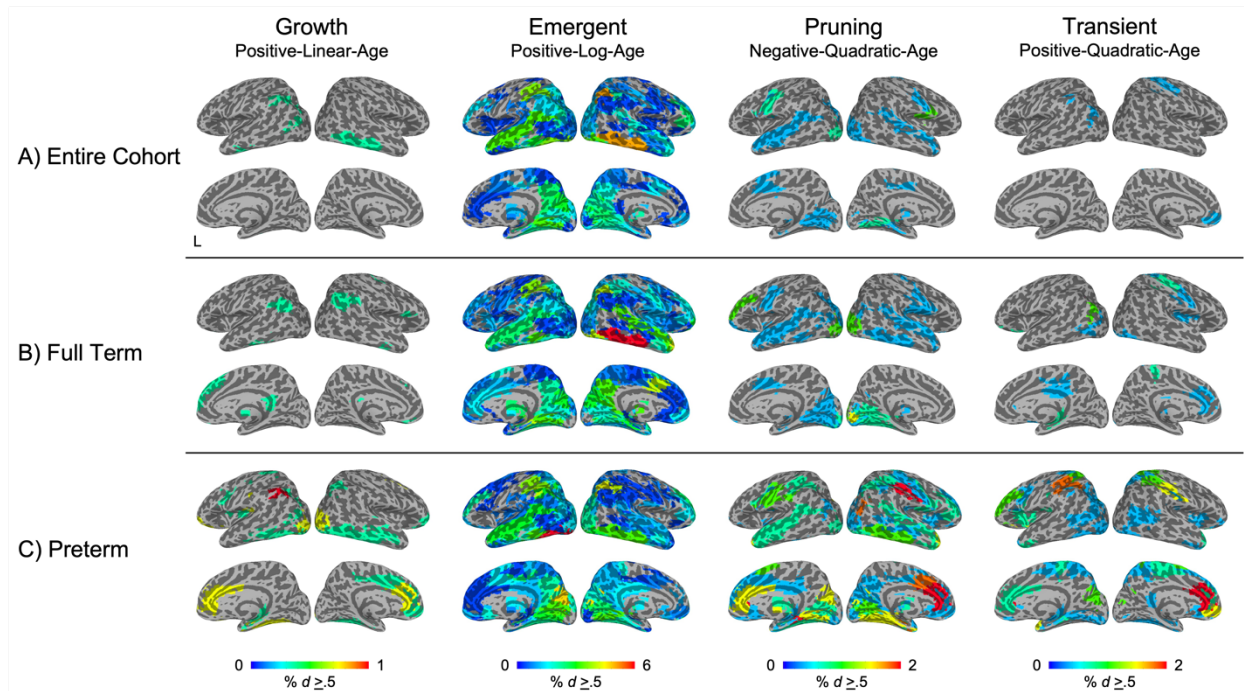 Growth
Positive-Linear-Age
Emergent
Positive-Log-Age
Pruning
Negative-Quadratic-Age
Transient
Positive-Quadratic-Age
A) Entire Cohort
L
B) Full Term
C) Preterm
0 1
% d ≥.5
0 6
% d ≥.5
0 2
% d ≥.5
0 2
% d ≥.5